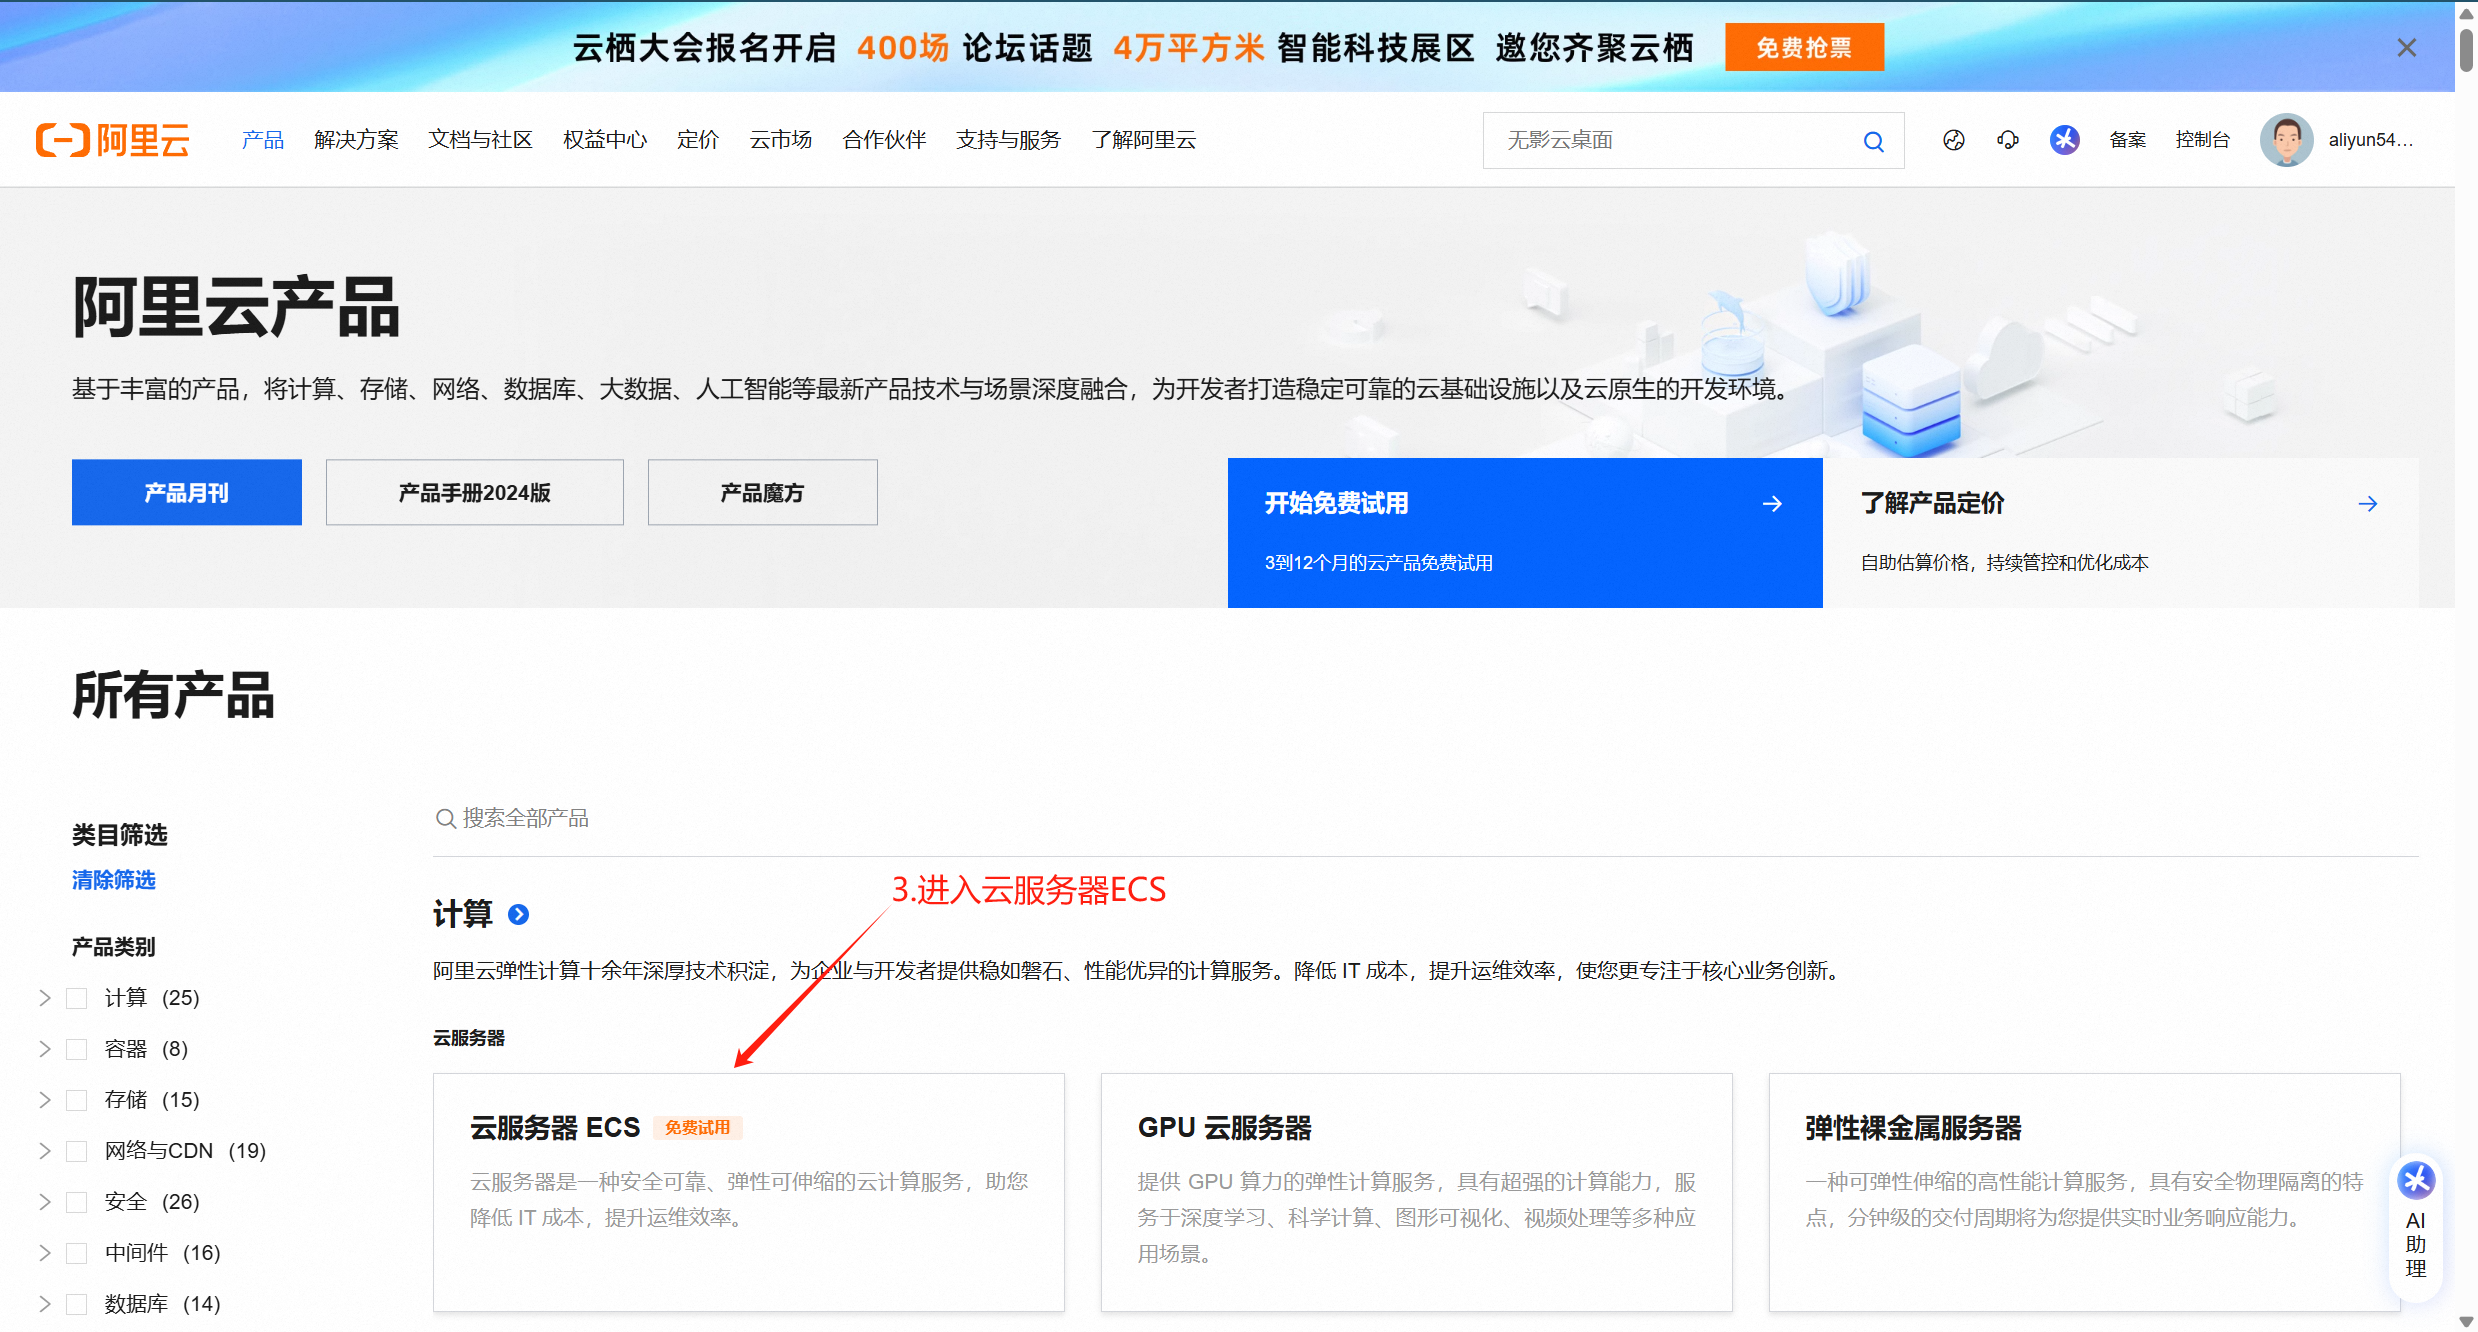 云栖大会报名开启 400场 论坛话题 4万平方米 智能科技展区 邀您齐聚云栖 免费抢票
阿里云 产品 解决方案 文档与社区 权益中心 定价 云市场 合作伙伴 支持与服务 了解阿里云 无影云桌面 备案 控制台 aliyun54...
阿里云产品
基于丰富的产品，将计算、存储、网络、数据库、大数据、人工智能等最新产品技术与场景深度融合，为开发者打造稳定可靠的云基础设施以及云原生的开发环境。
产品月刊 产品手册2024版 产品魔方
开始免费试用
3到12个月的云产品免费试用
了解产品定价
自助估算价格，持续管控和优化成本
所有产品
类目筛选
清除筛选
产品类别
计算 (25)
容器 (8)
存储 (15)
网络与CDN (19)
安全 (26)
中间件 (16)
数据库 (14)
搜索全部产品
3.进入云服务器ECS
计算
阿里云弹性计算十余年深厚技术积淀，为企业与开发者提供稳如磐石、性能优异的计算服务。降低 IT 成本，提升运维效率，使您更专注于核心业务创新。
云服务器
云服务器 ECS 免费试用
云服务器是一种安全可靠、弹性可伸缩的云计算服务，助您
降低 IT 成本，提升运维效率。
GPU 云服务器
提供 GPU 算力的弹性计算服务，具有超强的计算能力，服
务于深度学习、科学计算、图形可视化、视频处理等多种应
用场景。
弹性裸金属服务器
一种可弹性伸缩的高性能计算服务，具有安全物理隔离的特
点，分钟级的交付周期将为您提供实时业务响应能力。
AI
助
理